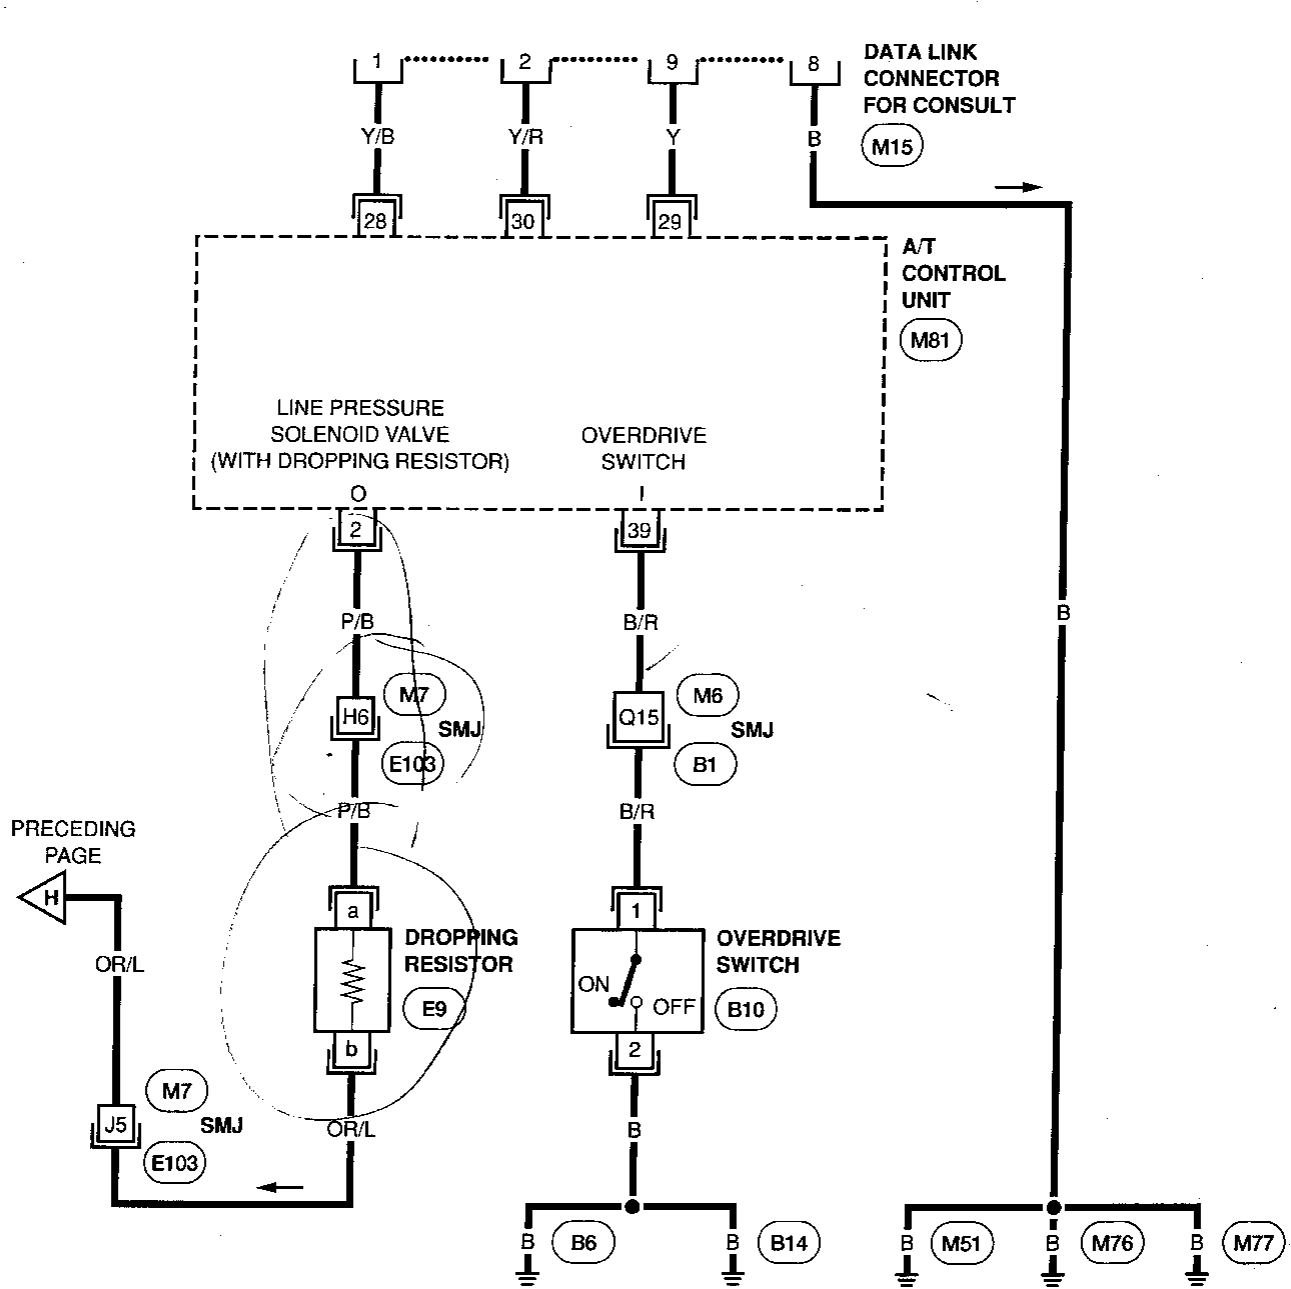 1 2 9 8
DATA LINK
CONNECTOR
FOR CONSULT
M15
Y/B Y/R Y B
28 30 29
A/T
CONTROL
UNIT
M81
LINE PRESSURE
SOLENOID VALVE
(WITH DROPPING RESISTOR)
O
OVERDRIVE
SWITCH
I
2 39
P/B B/R B
H6 M7 SMJ E103
Q15 M6 SMJ B1
P/B B/R
PRECEDING
PAGE
H
a 1
DROPPING
RESISTOR
E9
OVERDRIVE
SWITCH
B10
ON OFF
OR/L
b 2
J5 M7 SMJ E103
OR/L B
B B6 B B14 B M51 B M76 B M77